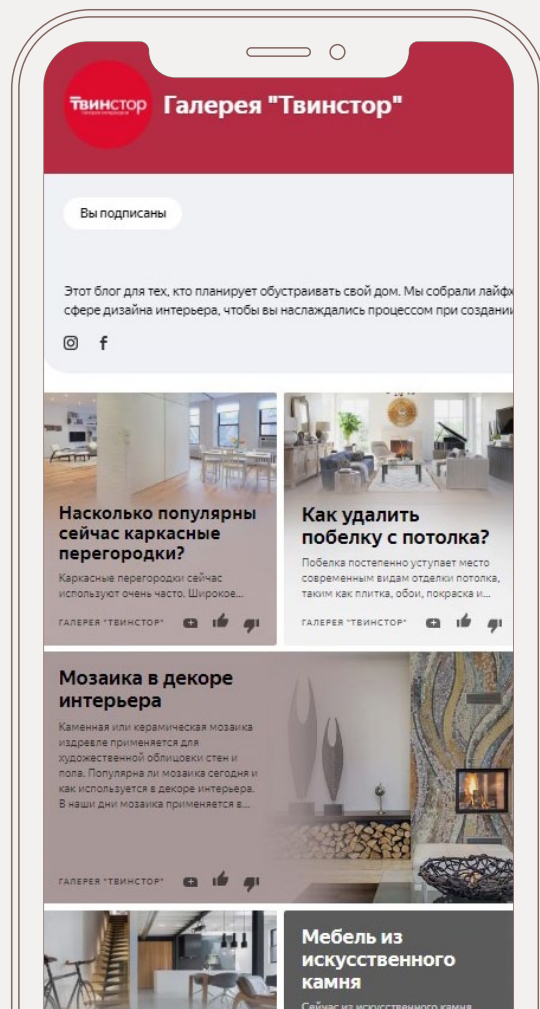 Твинстор
Галерея "Твинстор"
Вы подписаны
Этот блог для тех, кто планирует обустраивать свой дом. Мы собрали
сфере дизайна интерьера, чтобы вы наслаждались процессом при
Насколько популярны
сейчас каркасные
перегородки?
Каркасные перегородки сейчас
используют очень часто. Широкое...
ГАЛЕРЕЯ "ТВИНСТОР"
Как удалить
побелку с потолка?
Побелка постепенно уступает место
современным видам отделки потолка,
таким как плитка, обои, покраска и...
ГАЛЕРЕЯ "ТВИНСТОР"
Мозаика в декоре
интерьера
Каменная или керамическая мозаика
издревле применяется для
художественной облицовки стен и
пола. Популярна ли мозаика сегодня и
как используется в декоре интерьера.
В наши дни мозаика применяется в...
ГАЛЕРЕЯ "ТВИНСТОР"
Мебель из
искусственного
камня
Сейчас из искусственного камня